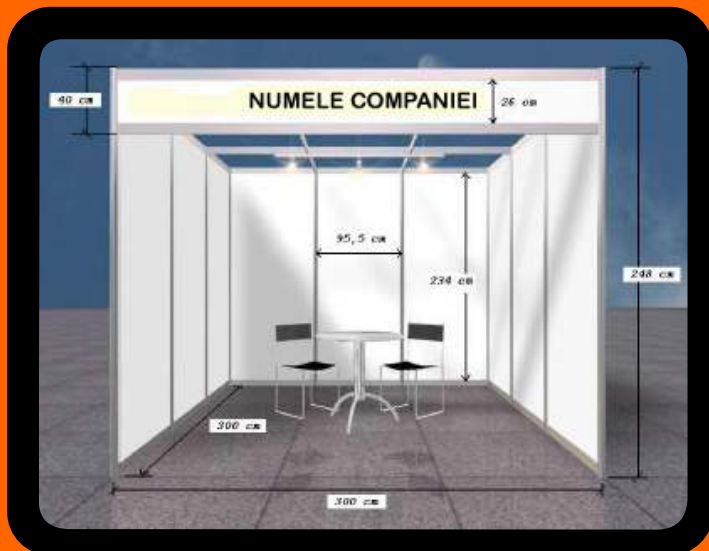 40 cm
NUMELE COMPANIEI
26 cm
95,5 cm
234 cm
248 cm
300 cm
300 cm